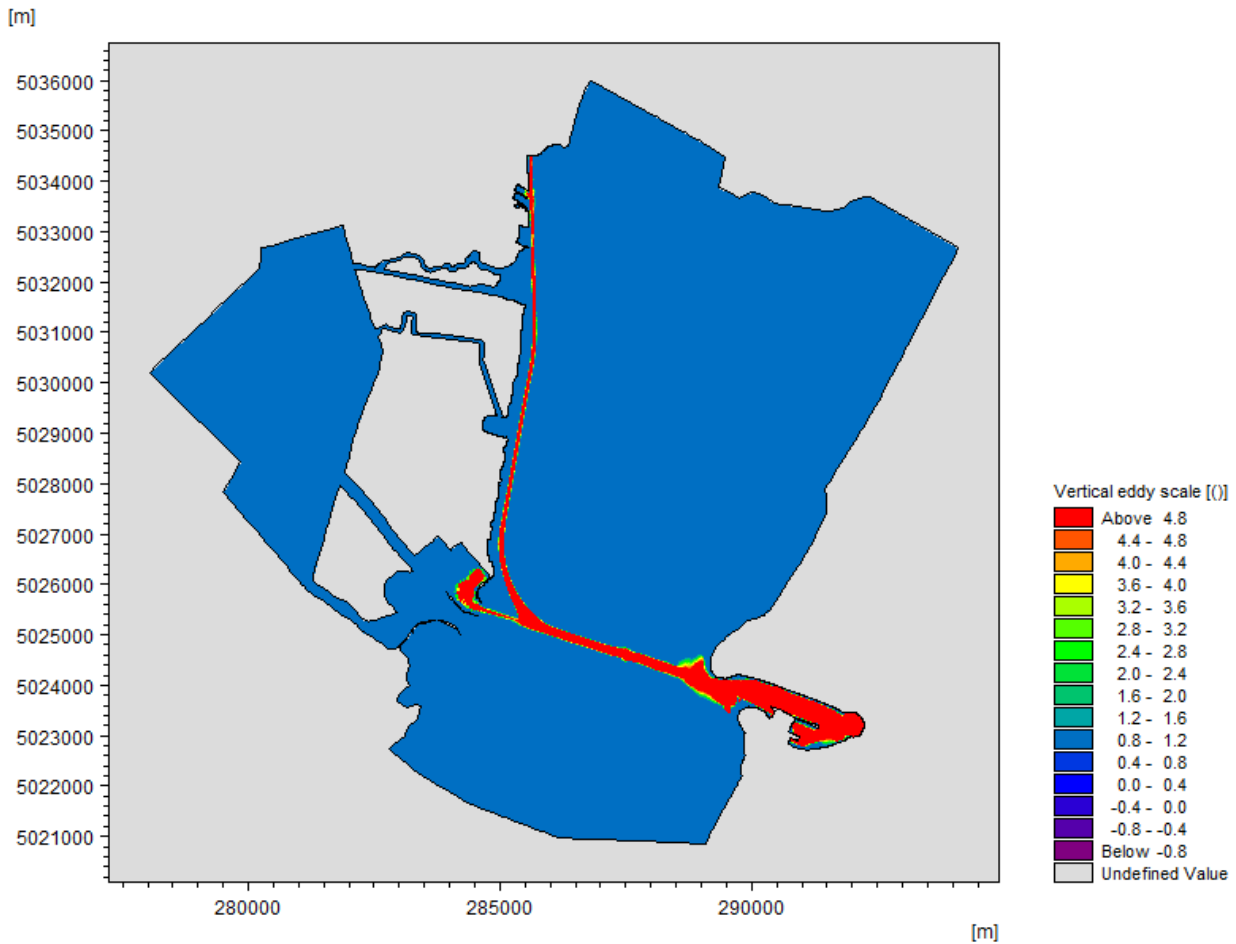 [m]
5036000
5035000
5034000
5033000
5032000
5031000
5030000
5029000
5028000
5027000
5026000
5025000
5024000
5023000
5022000
5021000
280000 285000 290000
[m]
Vertical eddy scale [()]
Above 4.8
4.4 - 4.8
4.0 - 4.4
3.6 - 4.0
3.2 - 3.6
2.8 - 3.2
2.4 - 2.8
2.0 - 2.4
1.6 - 2.0
1.2 - 1.6
0.8 - 1.2
0.4 - 0.8
0.0 - 0.4
-0.4 - 0.0
-0.8 - -0.4
Below -0.8
Undefined Value